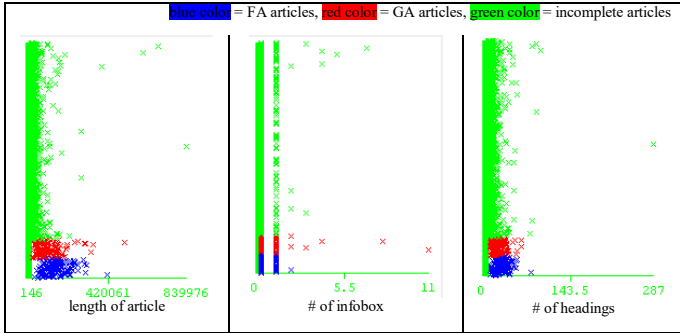 blue color = FA articles, red color = GA articles, green color = incomplete articles
146 420061 839976
length of article
0 5.5 11
# of infobox
0 143.5 287
# of headings